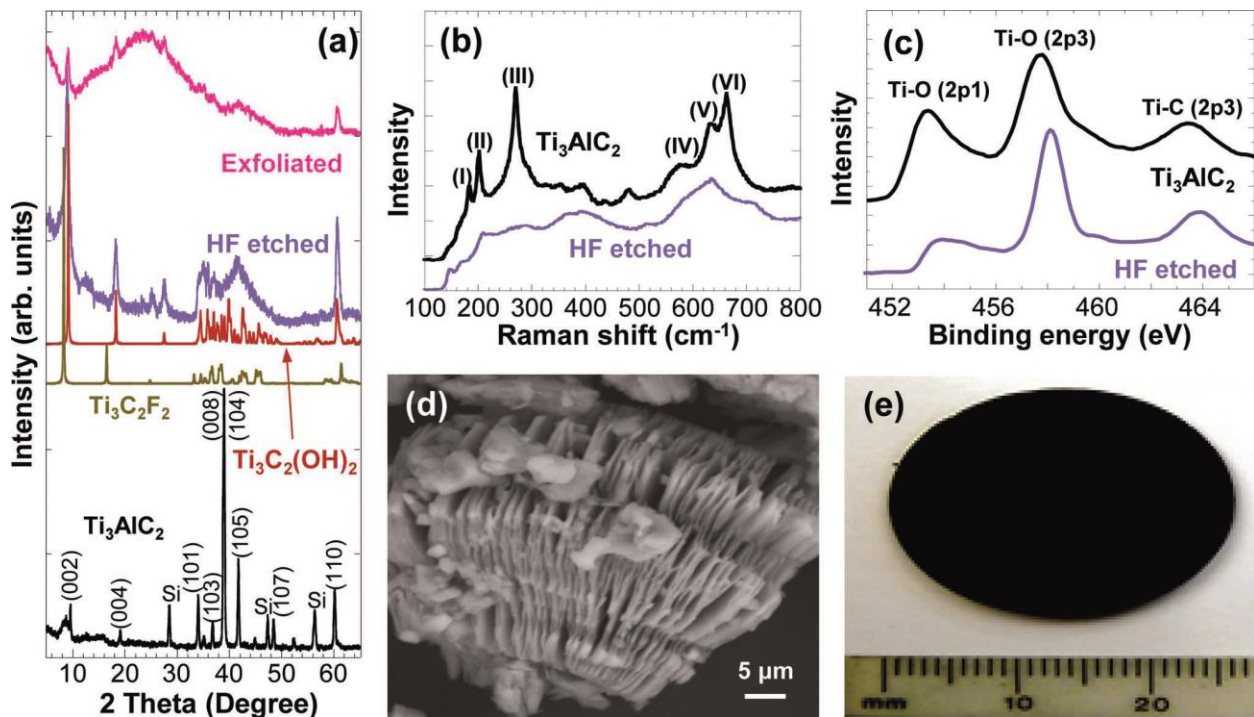 (a)
Exfoliated
HF etched
Ti₃C₂F₂
Ti₃C₂(OH)₂
Ti₃AlC₂
(002)
(004)
Si
(101)
(103)
(008)
(104)
(105)
Si
(107)
Si
(110)
Intensity (arb. units)
10 20 30 40 50 60
2 Theta (Degree)
(b)
(I)
(II)
(III)
(IV)
(V)
(VI)
Ti₃AlC₂
HF etched
Intensity
100 200 300 400 500 600 700 800
Raman shift (cm⁻¹)
(c)
Ti-O (2p3)
Ti-O (2p1)
Ti-C (2p3)
Ti₃AlC₂
HF etched
Intensity
452 456 460 464
Binding energy (eV)
(d)
5 µm
(e)
mm 10 20